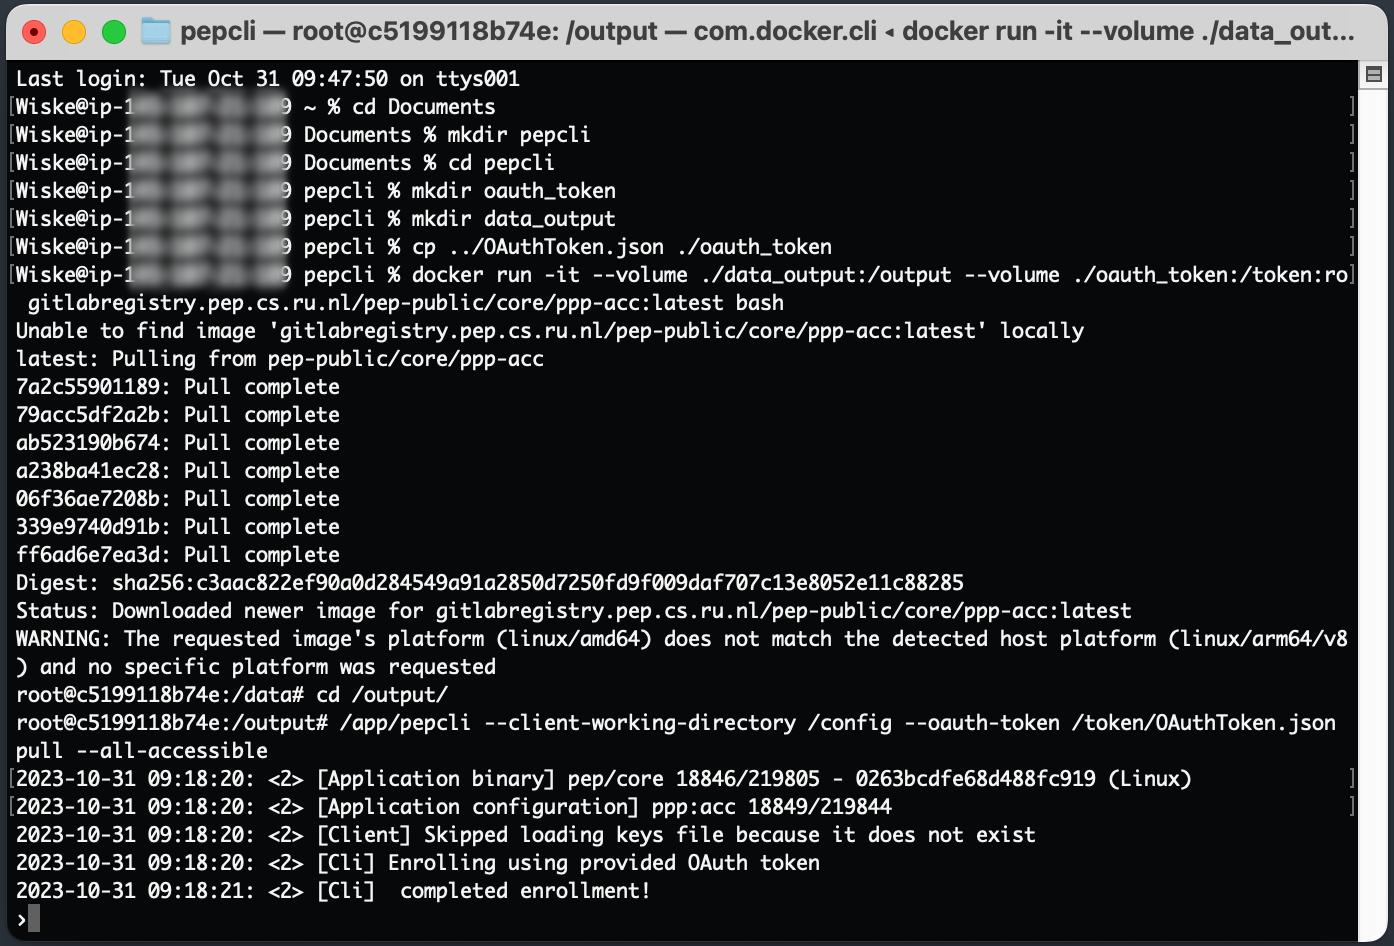 pepcli — root@c5199118b74e: /output — com.docker.cli ◂ docker run -it --volume ./data_out...
Last login: Tue Oct 31 09:47:50 on ttys001
[Wiske@ip-1 9 ~ % cd Documents ]
[Wiske@ip-1 9 Documents % mkdir pepcli ]
[Wiske@ip-1 9 Documents % cd pepcli ]
[Wiske@ip-1 9 pepcli % mkdir oauth_token ]
[Wiske@ip-1 9 pepcli % mkdir data_output ]
[Wiske@ip-1 9 pepcli % cp ../OAuthToken.json ./oauth_token ]
[Wiske@ip-1 9 pepcli % docker run -it --volume ./data_output:/output --volume ./oauth_token:/token:ro]
gitlabregistry.pep.cs.ru.nl/pep-public/core/ppp-acc:latest bash
Unable to find image 'gitlabregistry.pep.cs.ru.nl/pep-public/core/ppp-acc:latest' locally
latest: Pulling from pep-public/core/ppp-acc
7a2c55901189: Pull complete
79acc5df2a2b: Pull complete
ab523190b674: Pull complete
a238ba41ec28: Pull complete
06f36ae7208b: Pull complete
339e9740d91b: Pull complete
ff6ad6e7ea3d: Pull complete
Digest: sha256:c3aac822ef90a0d284549a91a2850d7250fd9f009daf707c13e8052e11c88285
Status: Downloaded newer image for gitlabregistry.pep.cs.ru.nl/pep-public/core/ppp-acc:latest
WARNING: The requested image's platform (linux/amd64) does not match the detected host platform (linux/arm64/v8
) and no specific platform was requested
root@c5199118b74e:/data# cd /output/
root@c5199118b74e:/output# /app/pepcli --client-working-directory /config --oauth-token /token/OAuthToken.json
pull --all-accessible
[2023-10-31 09:18:20: <2> [Application binary] pep/core 18846/219805 - 0263bcdfe68d488fc919 (Linux) ]
[2023-10-31 09:18:20: <2> [Application configuration] ppp:acc 18849/219844 ]
2023-10-31 09:18:20: <2> [Client] Skipped loading keys file because it does not exist
2023-10-31 09:18:20: <2> [Cli] Enrolling using provided OAuth token
2023-10-31 09:18:21: <2> [Cli]  completed enrollment!
›